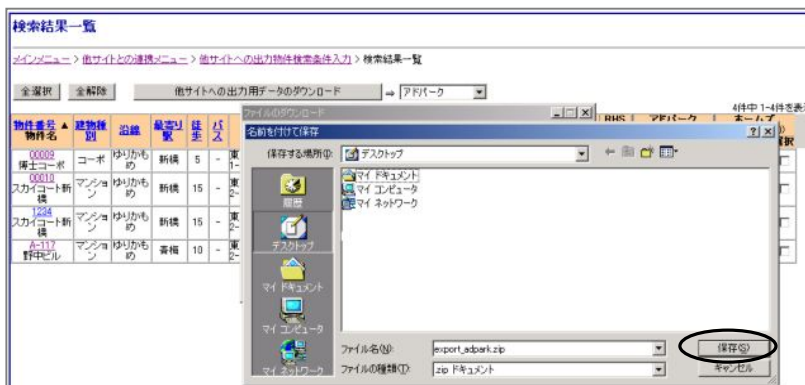 検索結果一覧
メインメニュー > 他サイトとの連携メニュー > 他サイトへの出力物件検索条件入力 > 検索結果一覧
全選択 全解除 他サイトへの出力用データのダウンロード ⇒ アドパーク
4件中 1-4件を表
物件番号▲ 物件名 建物種別 沿線 最寄り駅 徒歩 バス RHS アドパーク ホームズ
00009 博士コーポ コーポ ゆりかもめ 新橋 5 - 東 1-
00010 スカイコート新橋 マンション ゆりかもめ 新橋 15 - 東 2-
1234 スカイコート新橋 マンション ゆりかもめ 新橋 15 - 東 2-
A-117 野中ビル マンション ゆりかもめ 青梅 10 - 東 2-
ファイルのダウンロード
名前を付けて保存
保存する場所(I): デスクトップ
マイ ドキュメント
マイ コンピュータ
マイ ネットワーク
履歴
デスクトップ
マイ ドキュメント
マイ コンピュータ
マイ ネットワーク
ファイル名(N): export_adpark.zip 保存(S)
ファイルの種類(T): .zip ドキュメント キャンセル